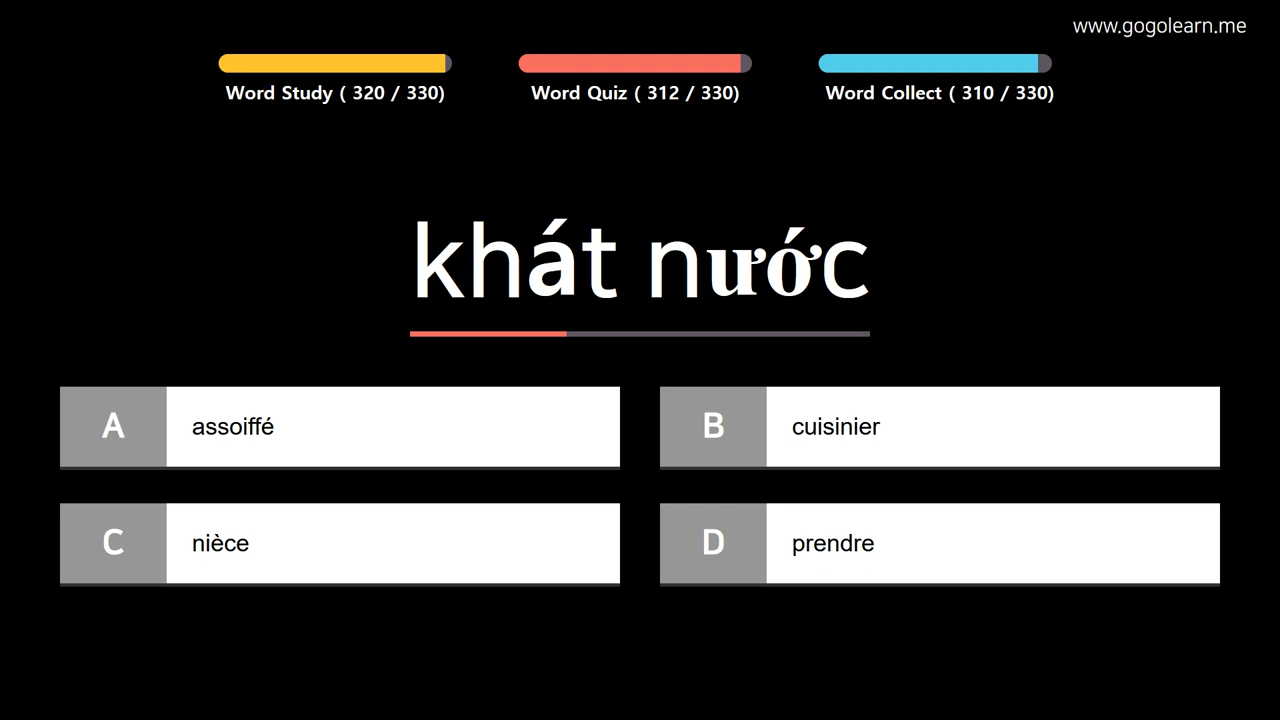 www.gogolearn.me
Word Study ( 320 / 330)
Word Quiz ( 312 / 330)
Word Collect ( 310 / 330)
khát nước
A
assoiffé
B
cuisinier
C
nièce
D
prendre